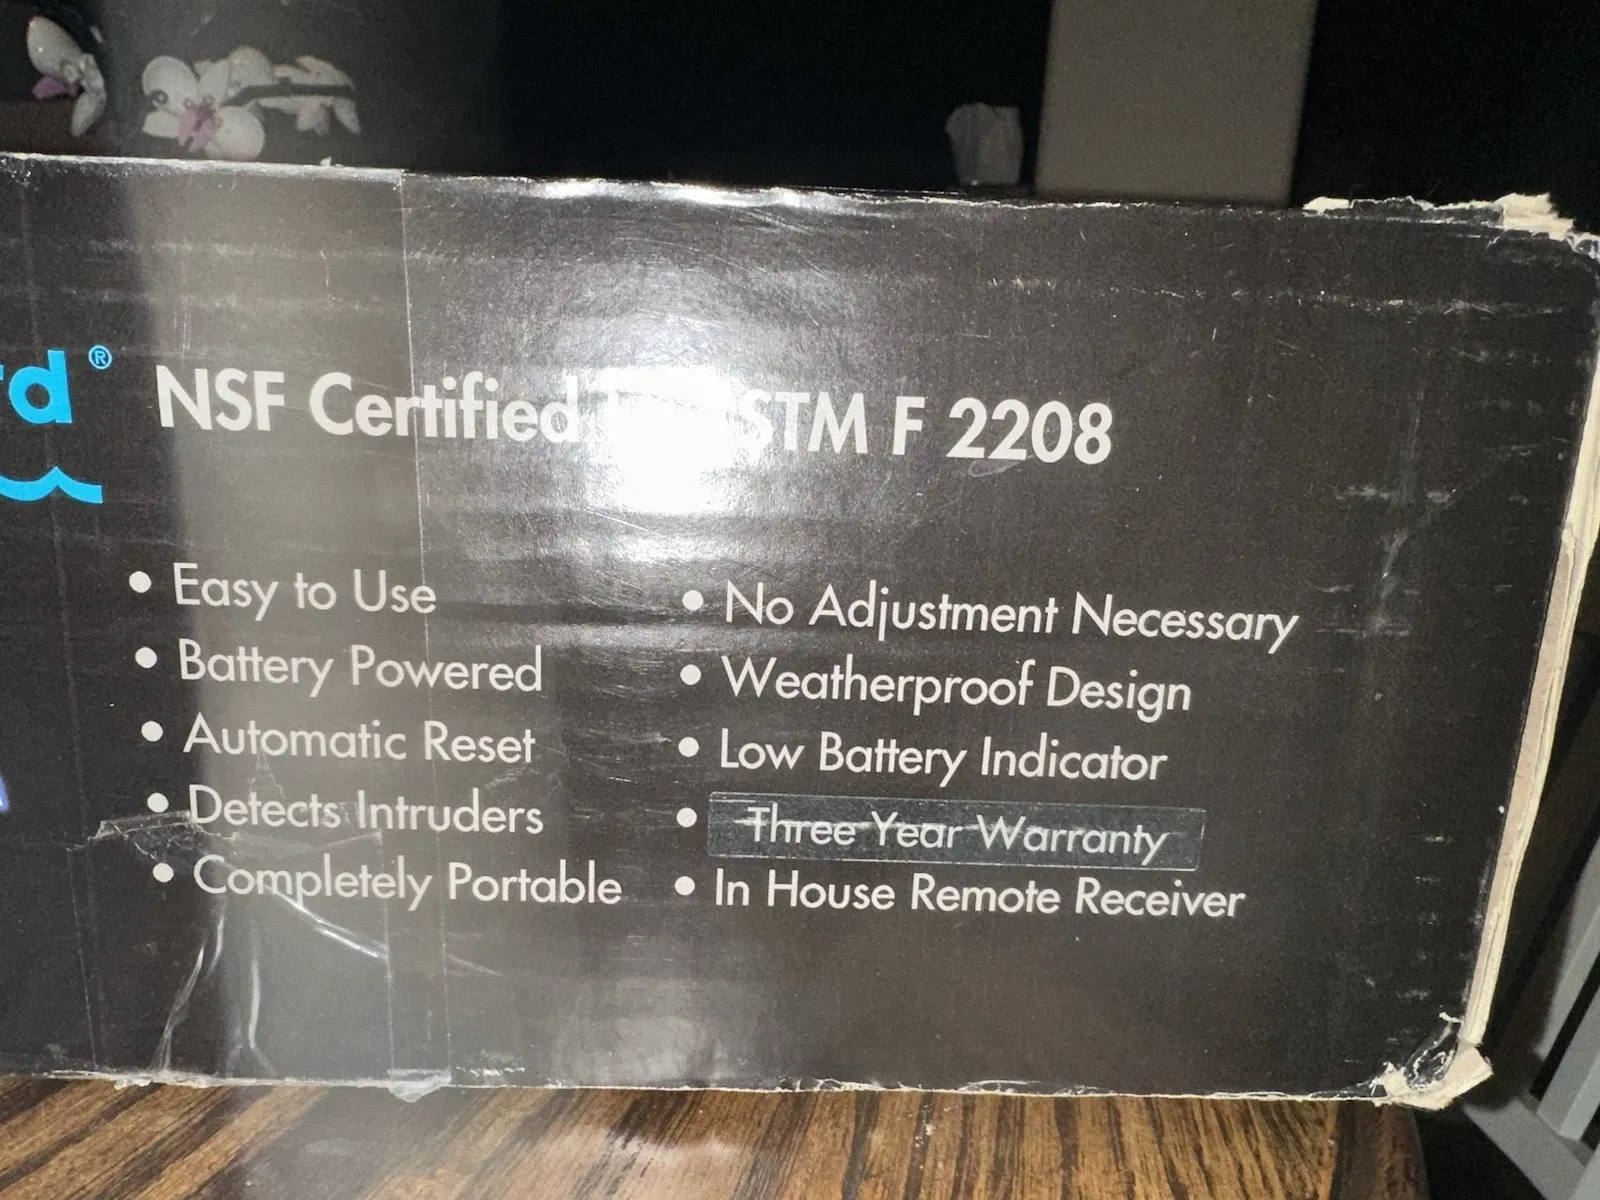 rd®
NSF Certified STM F 2208
• Easy to Use
• Battery Powered
• Automatic Reset
• Detects Intruders
• Completely Portable
• No Adjustment Necessary
• Weatherproof Design
• Low Battery Indicator
• Three Year Warranty
• In House Remote Receiver